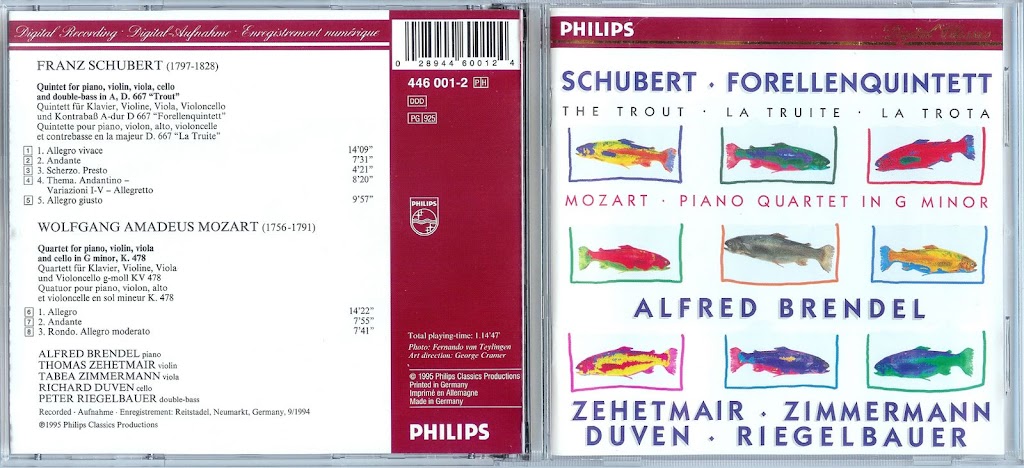 Digital Recording · Digital-Aufnahme · Enregistrement numérique
FRANZ SCHUBERT (1797-1828)
Quintet for piano, violin, viola, cello
and double-bass in A, D. 667 “Trout”
Quintett für Klavier, Violine, Viola, Violoncello
und Kontrabaß A-dur D 667 “Forellenquintett”
Quintette pour piano, violon, alto, violoncelle
et contrebasse en la majeur D. 667 “La Truite”
1 1. Allegro vivace 14’09”
2 2. Andante 7’31”
3 3. Scherzo. Presto 4’21”
4 4. Thema. Andantino – 8’20”
Variazioni I-V – Allegretto
5 5. Allegro giusto 9’57”
WOLFGANG AMADEUS MOZART (1756-1791)
Quartet for piano, violin, viola
and cello in G minor, K. 478
Quartett für Klavier, Violine, Viola
und Violoncello g-moll KV 478
Quatuor pour piano, violon, alto
et violoncelle en sol mineur K. 478
6 1. Allegro 14’22”
7 2. Andante 7’55”
8 3. Rondo. Allegro moderato 7’41”
ALFRED BRENDEL piano
THOMAS ZEHETMAIR violin
TABEA ZIMMERMANN viola
RICHARD DUVEN cello
PETER RIEGELBAUER double-bass
Recorded · Aufnahme · Enregistrement: Reitstadel, Neumarkt, Germany, 9/1994
℗1995 Philips Classics Productions
0 28944 60012 4
446 001-2 PH
DDD
PG 925
PHILIPS
Total playing-time: 1.14’47”
Photo: Fernando van Teylingen
Art direction: George Cramer
© 1995 Philips Classics Productions
Printed in Germany
Imprimé en Allemagne
Made in Germany
PHILIPS
PHILIPS
Digital Classics
SCHUBERT · FORELLENQUINTETT
THE TROUT · LA TRUITE · LA TROTA
MOZART · PIANO QUARTET IN G MINOR
ALFRED BRENDEL
ZEHETMAIR · ZIMMERMANN
DUVEN · RIEGELBAUER